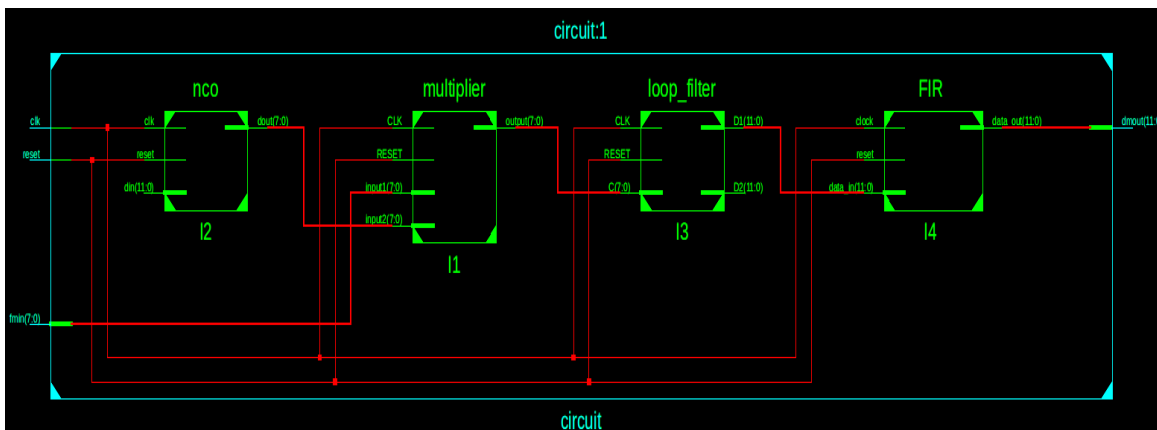 circuit:1
nco
multiplier
loop_filter
FIR
clk
clk
dout(7:0)
CLK
output(7:0)
CLK
D1(11:0)
clock
data_out(11:0)
dmout(11:
reset
reset
RESET
RESET
reset
din(11:0)
input1(7:0)
C(7:0)
D2(11:0)
data_in(11:0)
input2(7:0)
I2
I3
I4
I1
fmin(7:0)
circuit